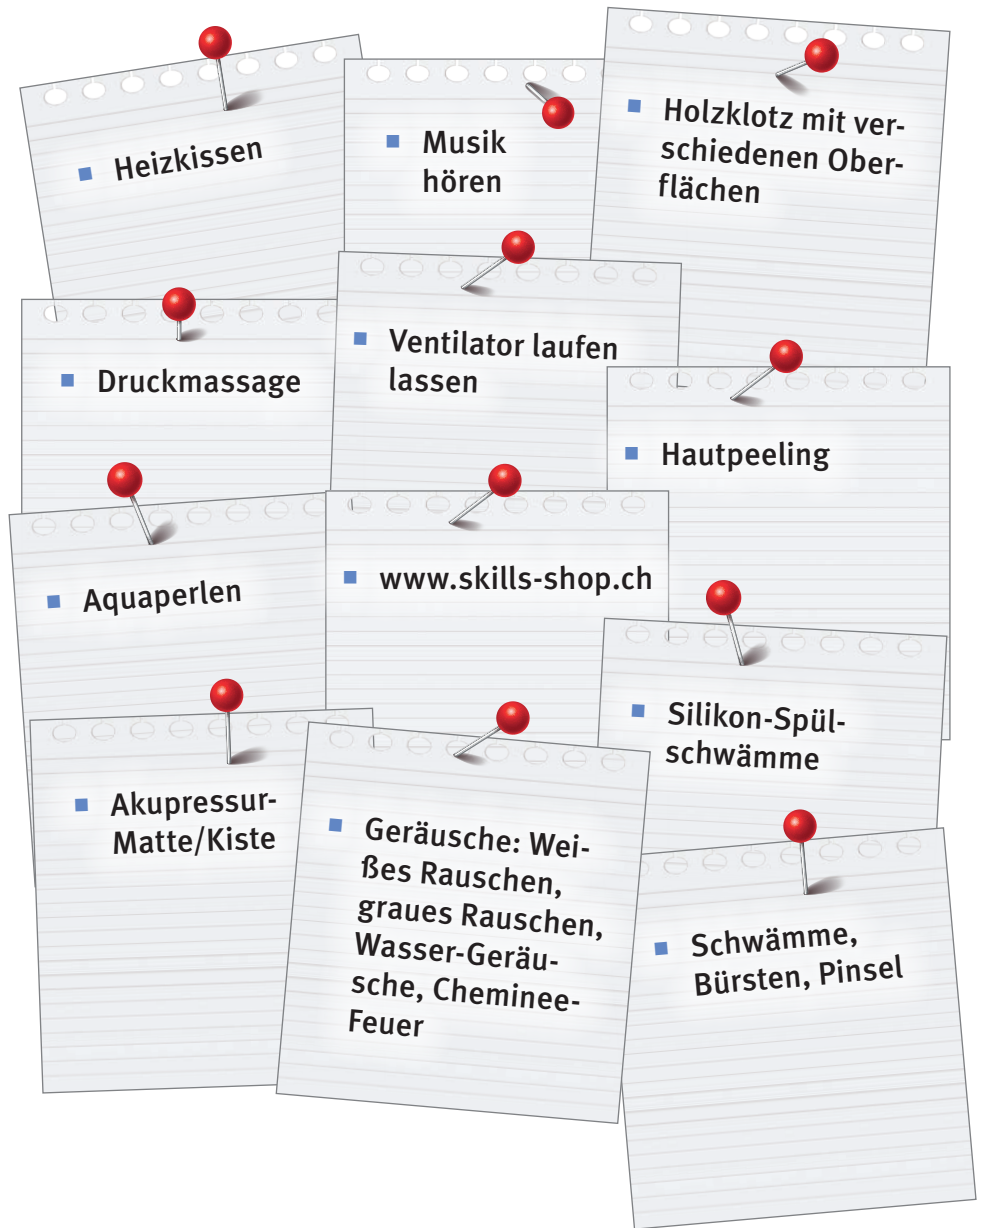 ■ Heizkissen
■ Musik
hören
■ Holzklotz mit ver-
schiedenen Ober-
flächen
■ Druckmassage
■ Ventilator laufen
lassen
■ Hautpeeling
■ Aquaperlen
■ www.skills-shop.ch
■ Silikon-Spül-
schwämme
■ Akupressur-
Matte/Kiste
■ Geräusche: Wei-
ßes Rauschen,
graues Rauschen,
Wasser-Geräu-
sche, Cheminee-
Feuer
■ Schwämme,
Bürsten, Pinsel